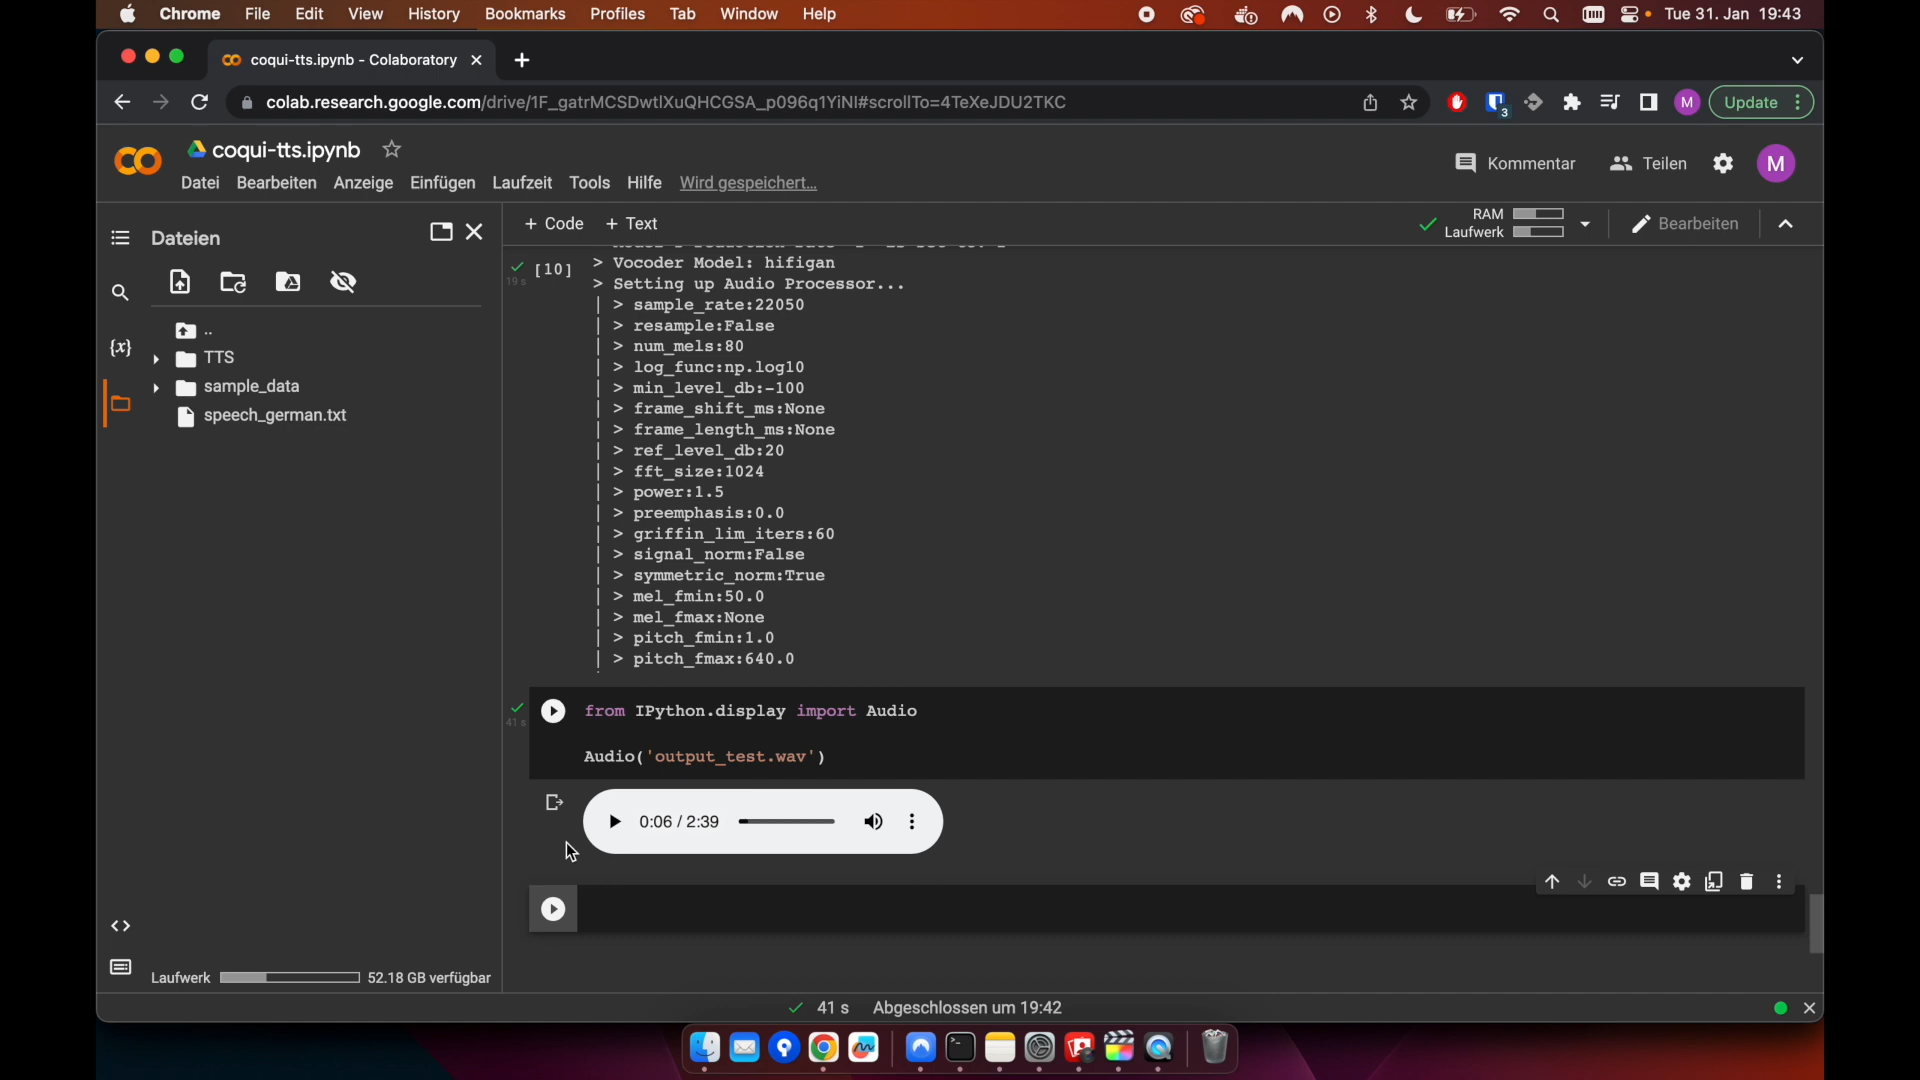 Chrome File Edit View History Bookmarks Profiles Tab Window Help Tue 31. Jan 19:43
coqui-tts.ipynb - Colaboratory
colab.research.google.com/drive/1F_gatrMCSDwtlXuQHCGSA_p096q1YiNl#scrollTo=4TeXeJDU2TKC 3 M Update
coqui-tts.ipynb
Datei Bearbeiten Anzeige Einfügen Laufzeit Tools Hilfe Wird gespeichert...
Kommentar Teilen M
Dateien
+ Code + Text
RAM
Laufwerk
Bearbeiten
..
TTS
sample_data
speech_german.txt
{x}
19 s
[10]
> Vocoder Model: hifigan
> Setting up Audio Processor...
| > sample_rate:22050
| > resample:False
| > num_mels:80
| > log_func:np.log10
| > min_level_db:-100
| > frame_shift_ms:None
| > frame_length_ms:None
| > ref_level_db:20
| > fft_size:1024
| > power:1.5
| > preemphasis:0.0
| > griffin_lim_iters:60
| > signal_norm:False
| > symmetric_norm:True
| > mel_fmin:50.0
| > mel_fmax:None
| > pitch_fmin:1.0
| > pitch_fmax:640.0
41 s
from IPython.display import Audio
Audio('output_test.wav')
0:06 / 2:39
Laufwerk 52.18 GB verfügbar
41 s Abgeschlossen um 19:42